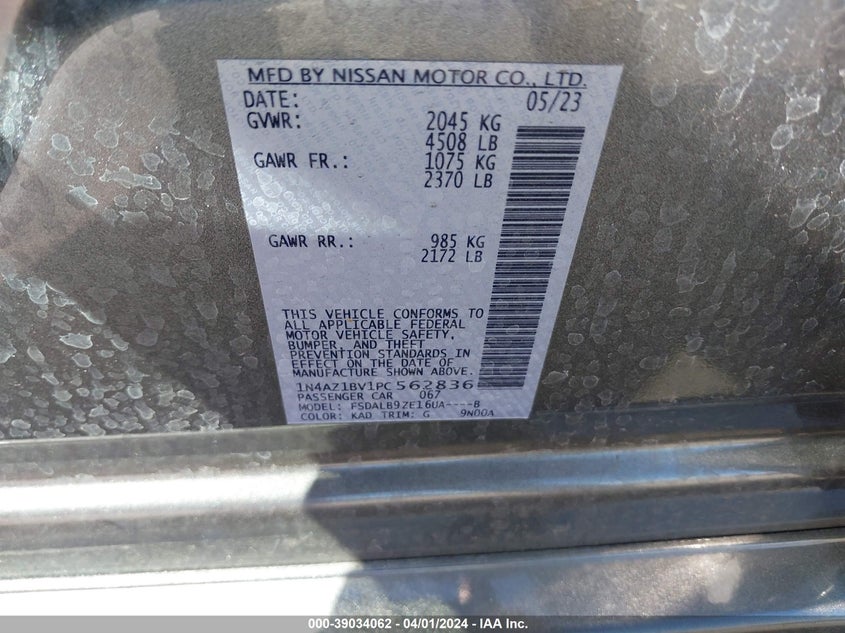 MFD BY NISSAN MOTOR CO., LTD.
DATE: 05/23
GVWR: 2045 KG
4508 LB
GAWR FR.: 1075 KG
2370 LB
GAWR RR.: 985 KG
2172 LB
THIS VEHICLE CONFORMS TO
ALL APPLICABLE FEDERAL
MOTOR VEHICLE SAFETY,
BUMPER, AND THEFT
PREVENTION STANDARDS IN
EFFECT ON THE DATE OF
MANUFACTURE SHOWN ABOVE.
1N4AZ1BV1PC562836
PASSENGER CAR 067
MODEL: FSDALB9ZE16UA----B
COLOR: KAD TRIM: G 9N00A
000-39034062 - 04/01/2024 - IAA Inc.